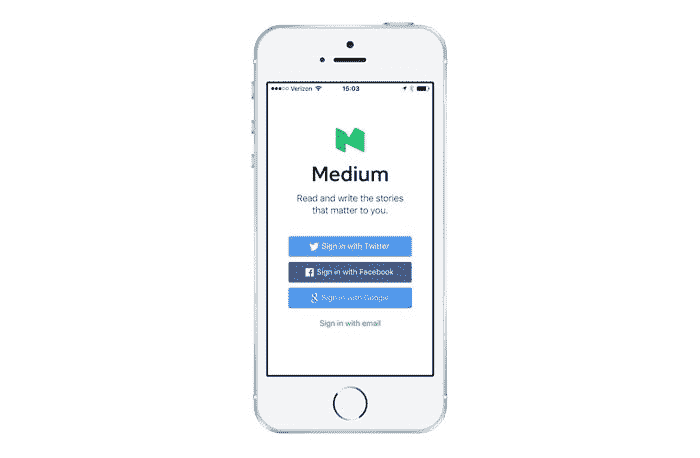 Verizon 15:03
Medium
Read and write the stories
that matter to you.
Sign in with Twitter
Sign in with Facebook
Sign in with Google
Sign in with email